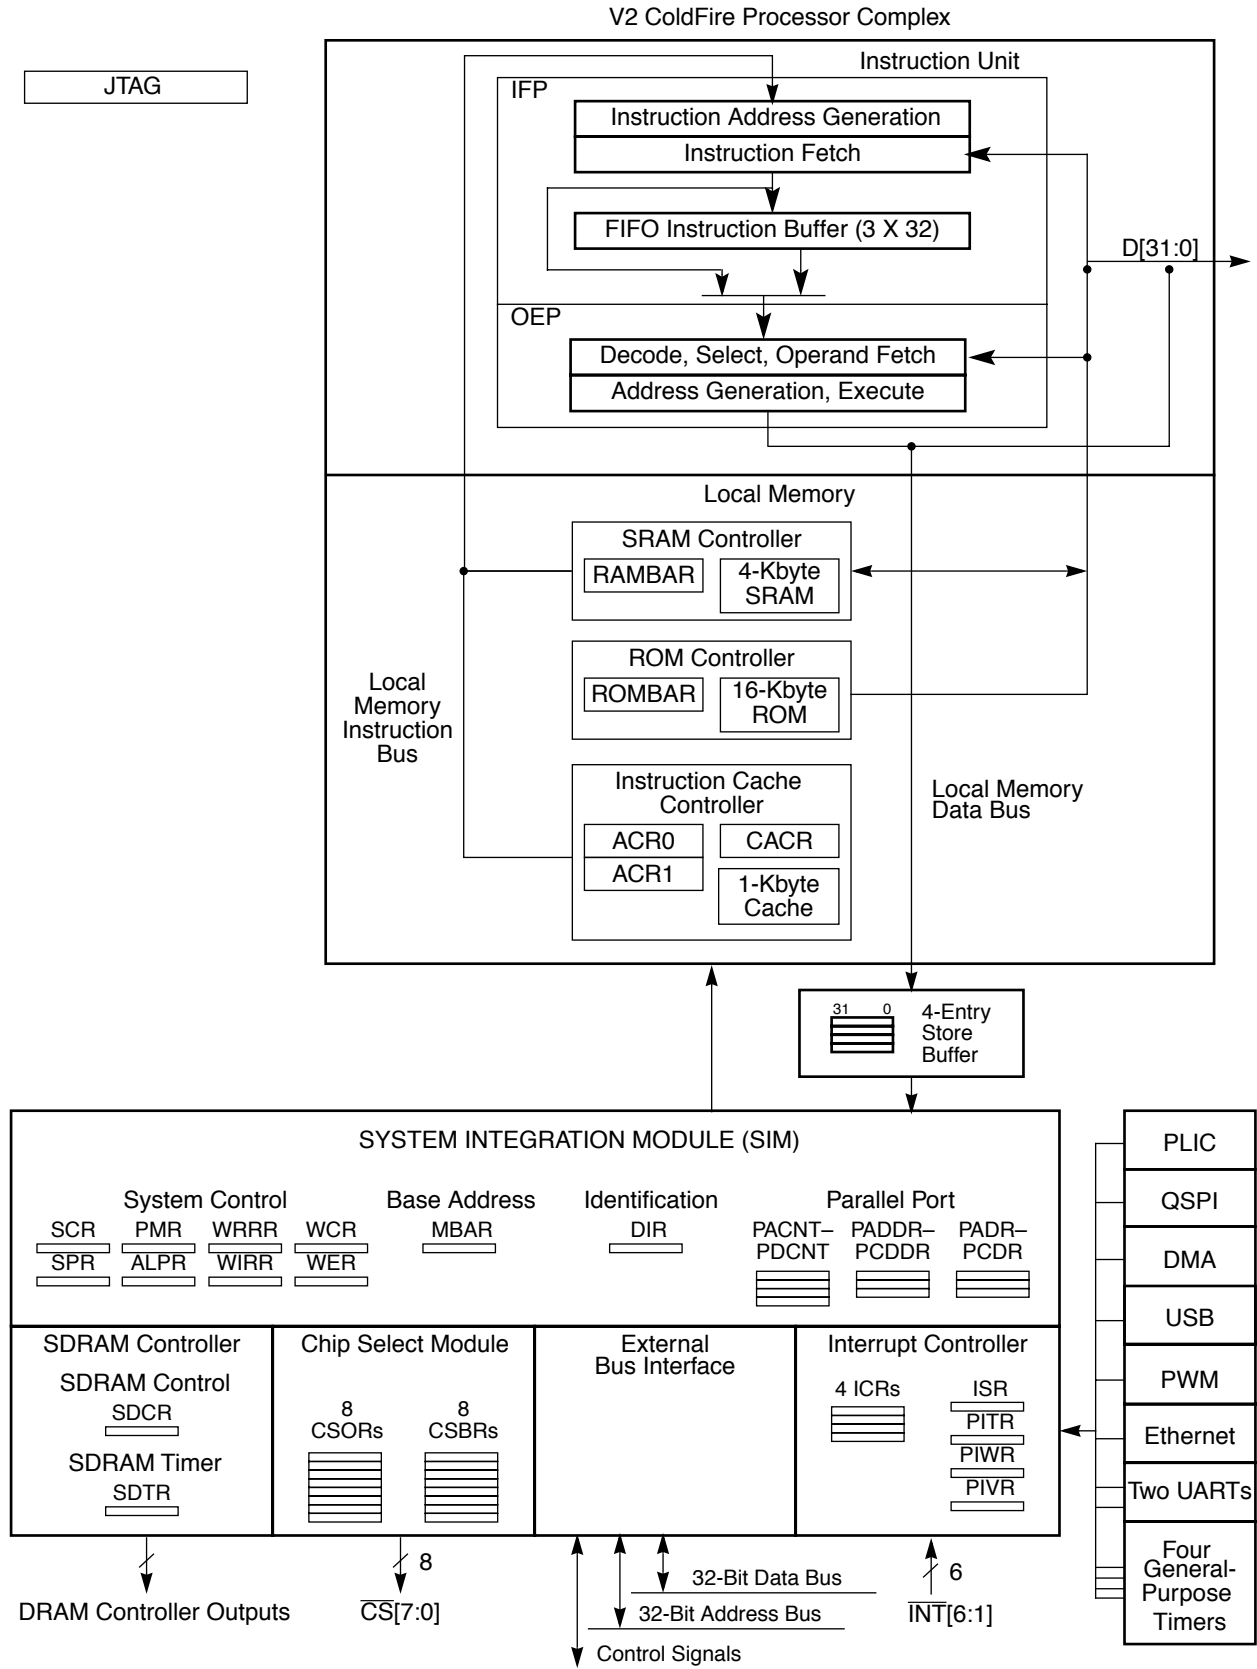 V2 ColdFire Processor Complex
JTAG
Instruction Unit
IFP
Instruction Address Generation
Instruction Fetch
FIFO Instruction Buffer (3 X 32)
D[31:0]
OEP
Decode, Select, Operand Fetch
Address Generation, Execute
Local Memory
SRAM Controller
RAMBAR
4-Kbyte
SRAM
ROM Controller
ROMBAR
16-Kbyte
ROM
Local
Memory
Instruction
Bus
Instruction Cache
Controller
ACR0
CACR
ACR1
1-Kbyte
Cache
Local Memory
Data Bus
31 0
4-Entry
Store
Buffer
SYSTEM INTEGRATION MODULE (SIM)
System Control
SCR PMR WRRR WCR
SPR ALPR WIRR WER
Base Address
MBAR
Identification
DIR
Parallel Port
PACNT–
PDCNT
PADDR–
PCDDR
PADR–
PCDR
SDRAM Controller
SDRAM Control
SDCR
SDRAM Timer
SDTR
Chip Select Module
8
CSORs
8
CSBRs
External
Bus Interface
Interrupt Controller
4 ICRs
ISR
PITR
PIWR
PIVR
PLIC
QSPI
DMA
USB
PWM
Ethernet
Two UARTs
Four
General-
Purpose
Timers
DRAM Controller Outputs
8
CS[7:0]
32-Bit Data Bus
32-Bit Address Bus
Control Signals
6
INT[6:1]